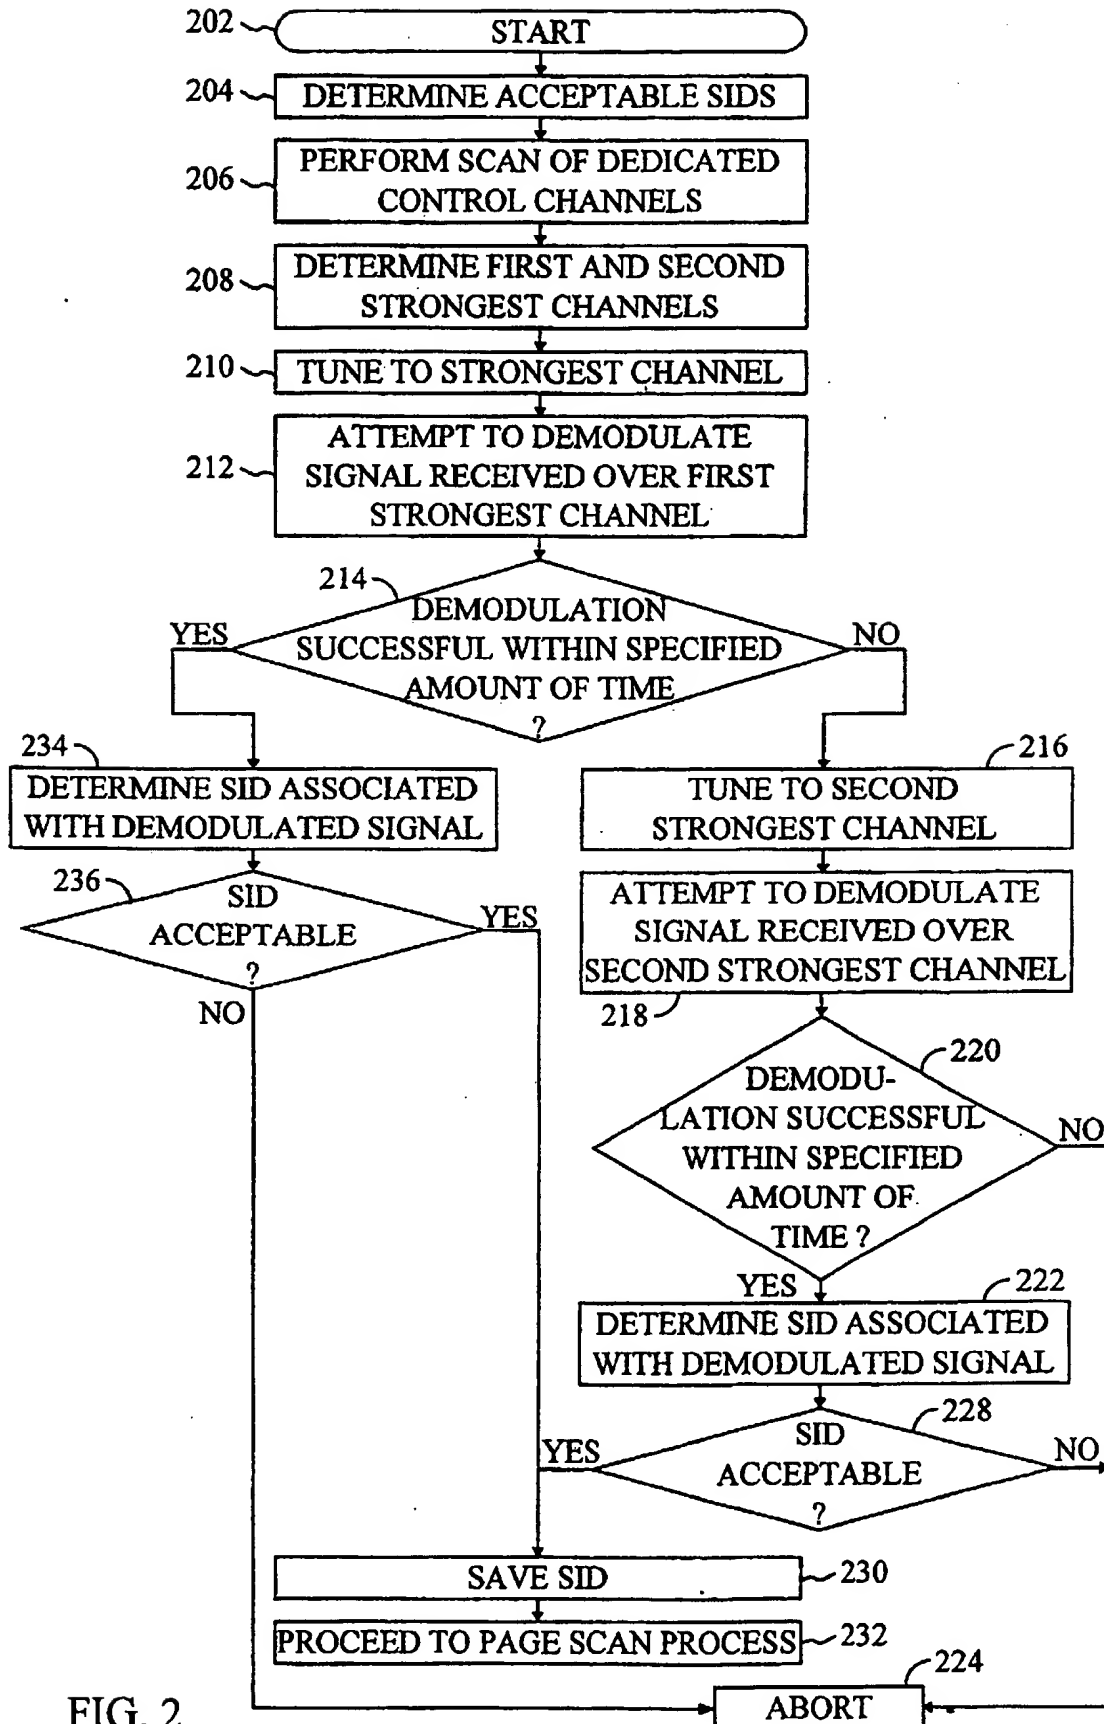 202
START
204
DETERMINE ACCEPTABLE SIDS
206
PERFORM SCAN OF DEDICATED
CONTROL CHANNELS
208
DETERMINE FIRST AND SECOND
STRONGEST CHANNELS
210
TUNE TO STRONGEST CHANNEL
212
ATTEMPT TO DEMODULATE
SIGNAL RECEIVED OVER FIRST
STRONGEST CHANNEL
214
DEMODULATION
SUCCESSFUL WITHIN SPECIFIED
AMOUNT OF TIME
?
YES
NO
234
DETERMINE SID ASSOCIATED
WITH DEMODULATED SIGNAL
236
SID
ACCEPTABLE
?
YES
NO
216
TUNE TO SECOND
STRONGEST CHANNEL
ATTEMPT TO DEMODULATE
SIGNAL RECEIVED OVER
SECOND STRONGEST CHANNEL
218
220
DEMODU-
LATION SUCCESSFUL
WITHIN SPECIFIED
AMOUNT OF
TIME ?
NO
YES
222
DETERMINE SID ASSOCIATED
WITH DEMODULATED SIGNAL
228
SID
ACCEPTABLE
?
YES
NO
SAVE SID
230
PROCEED TO PAGE SCAN PROCESS
232
224
ABORT
FIG. 2